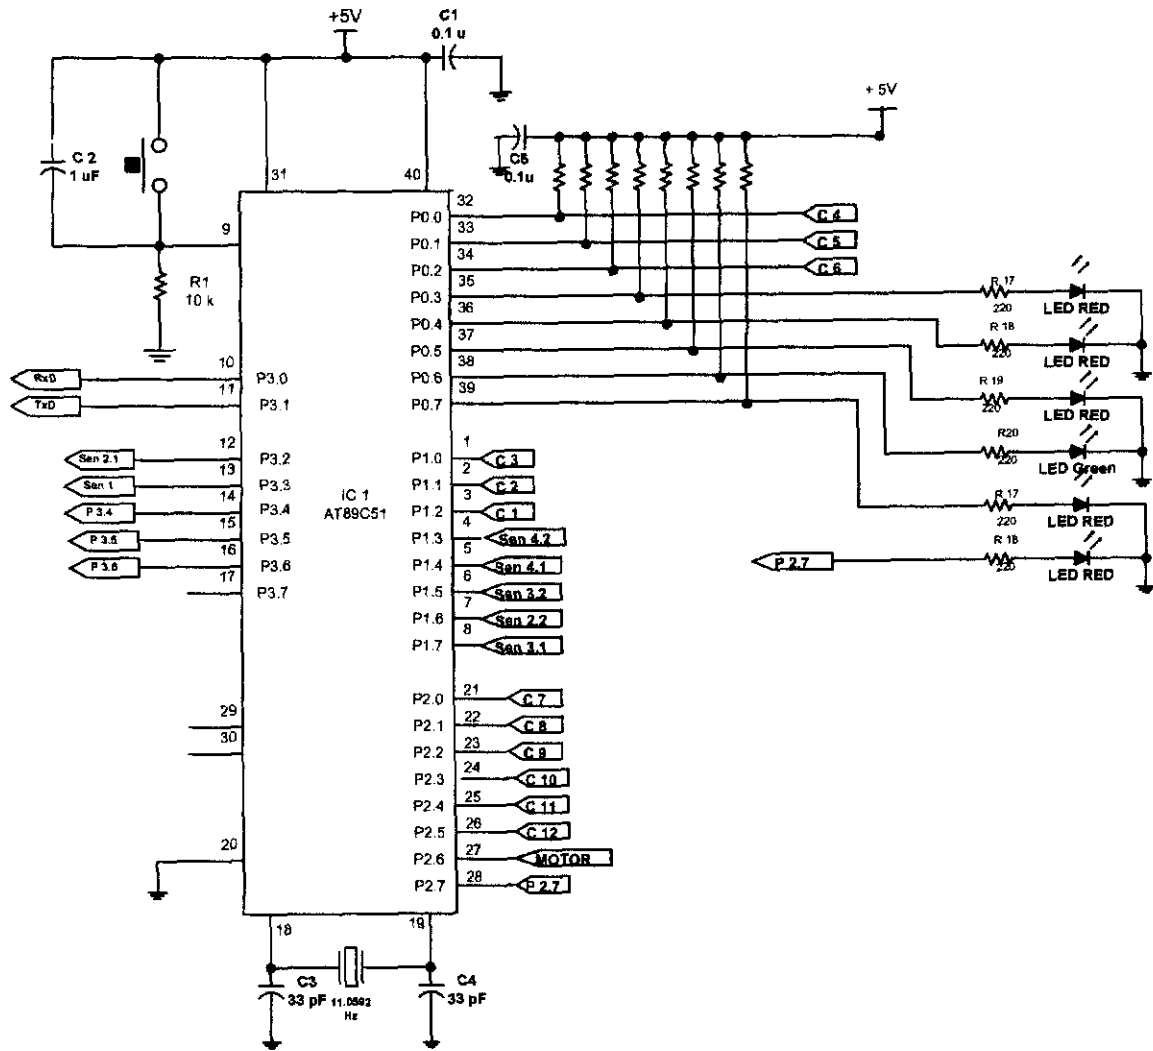 +5V
C1
0.1 u
+ 5V
C 2
1 uF
31
40
C5
0.1u
32
P0.0
C 4
33
P0.1
C 5
34
P0.2
C 6
35
P0.3
36
P0.4
37
P0.5
38
P0.6
39
P0.7
9
R1
10 k
R 17
220
LED RED
R 18
220
LED RED
R 19
220
LED RED
R20
220
LED Green
R 17
220
LED RED
R 18
220
LED RED
P 2.7
10
RxD
P3.0
11
TxD
P3.1
12
Sen 2.1
P3.2
13
Sen 1
P3.3
14
P 3.4
P3.4
15
P 3.5
P3.5
16
P 3.6
P3.6
17
P3.7
IC 1
AT89C51
1
P1.0
C 3
2
P1.1
C 2
3
P1.2
C 1
4
P1.3
Sen 4.2
5
P1.4
Sen 4.1
6
P1.5
Sen 3.2
7
P1.6
Sen 2.2
8
P1.7
Sen 3.1
21
P2.0
C 7
22
P2.1
C 8
23
P2.2
C 9
24
P2.3
C 10
25
P2.4
C 11
26
P2.5
C 12
27
P2.6
MOTOR
28
P2.7
P 2.7
29
30
20
18
19
C3
33 pF
11.0592
Hz
C4
33 pF